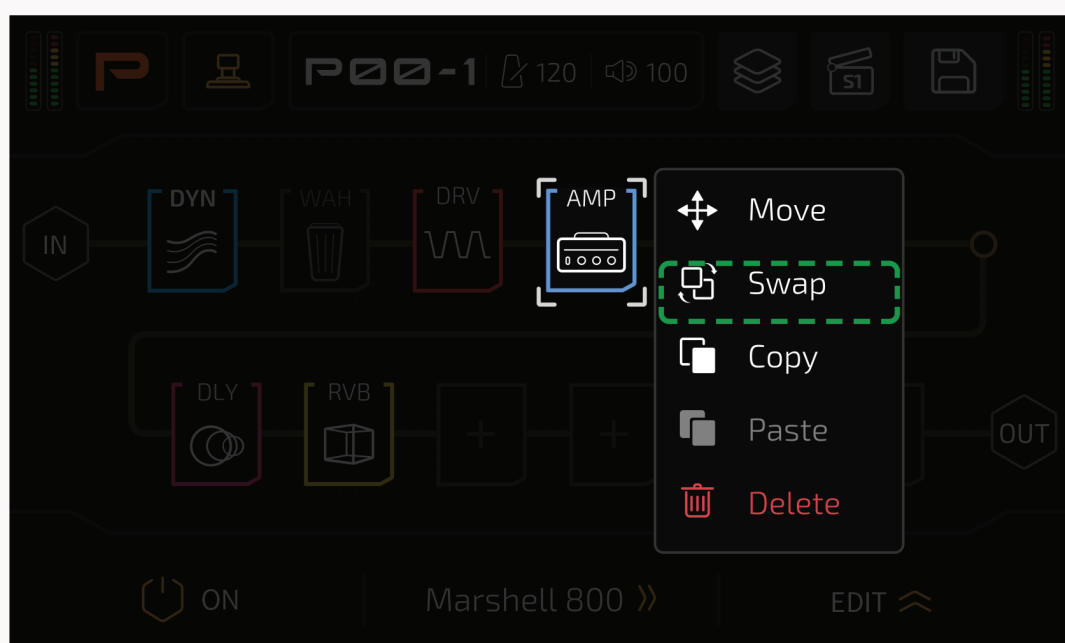 P00-1 120 100 S1
DYN WAH DRV AMP
IN
Move
Swap
Copy
Paste
Delete
DLY RVB
OUT
ON Marshell 800 EDIT